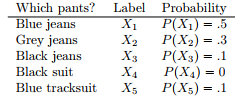 Which pants? Label Probability
Blue jeans X₁ P(X₁) = .5
Grey jeans X₂ P(X₂) = .3
Black jeans X₃ P(X₃) = .1
Black suit X₄ P(X₄) = 0
Blue tracksuit X₅ P(X₅) = .1